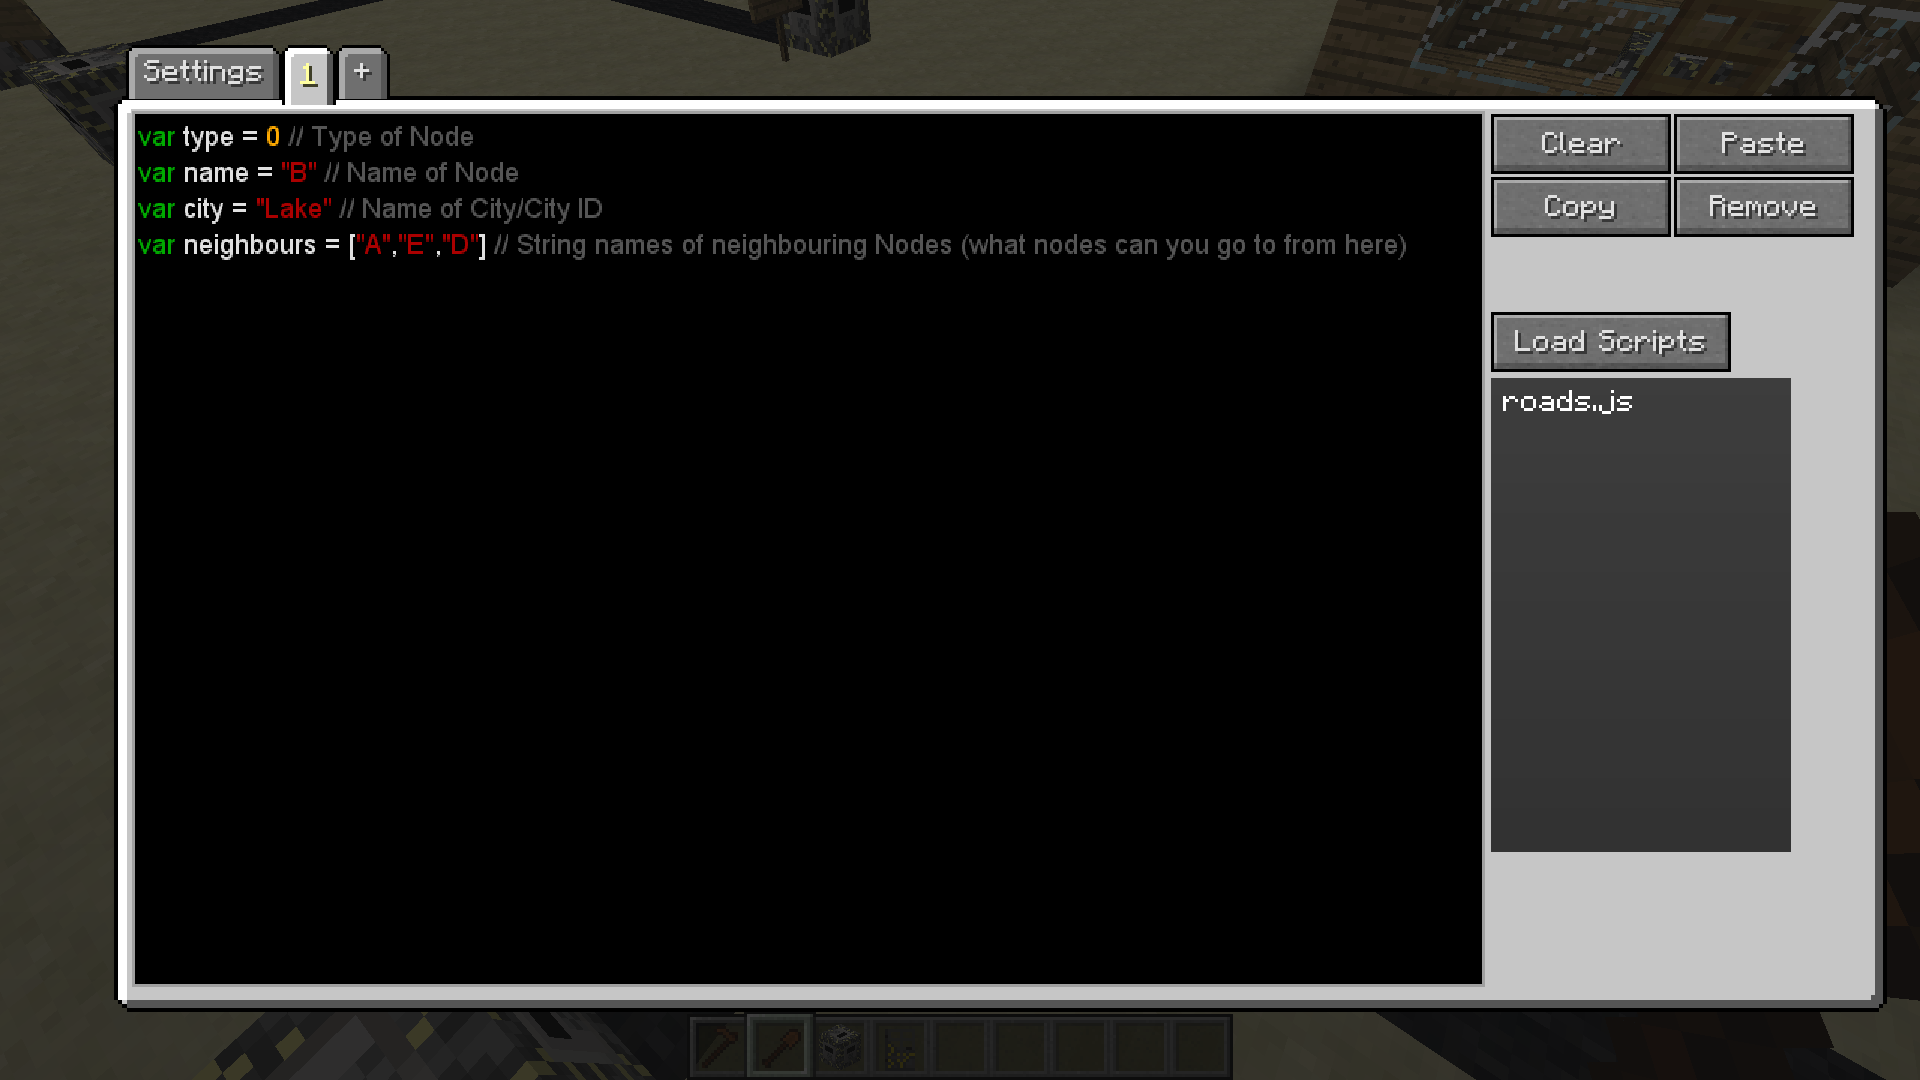 Settings 1 +
var type = 0 // Type of Node
var name = "B" // Name of Node
var city = "Lake" // Name of City/City ID
var neighbours = ["A","E","D"] // String names of neighbouring Nodes (what nodes can you go to from here)
Clear Paste
Copy Remove
Load Scripts
roads.js